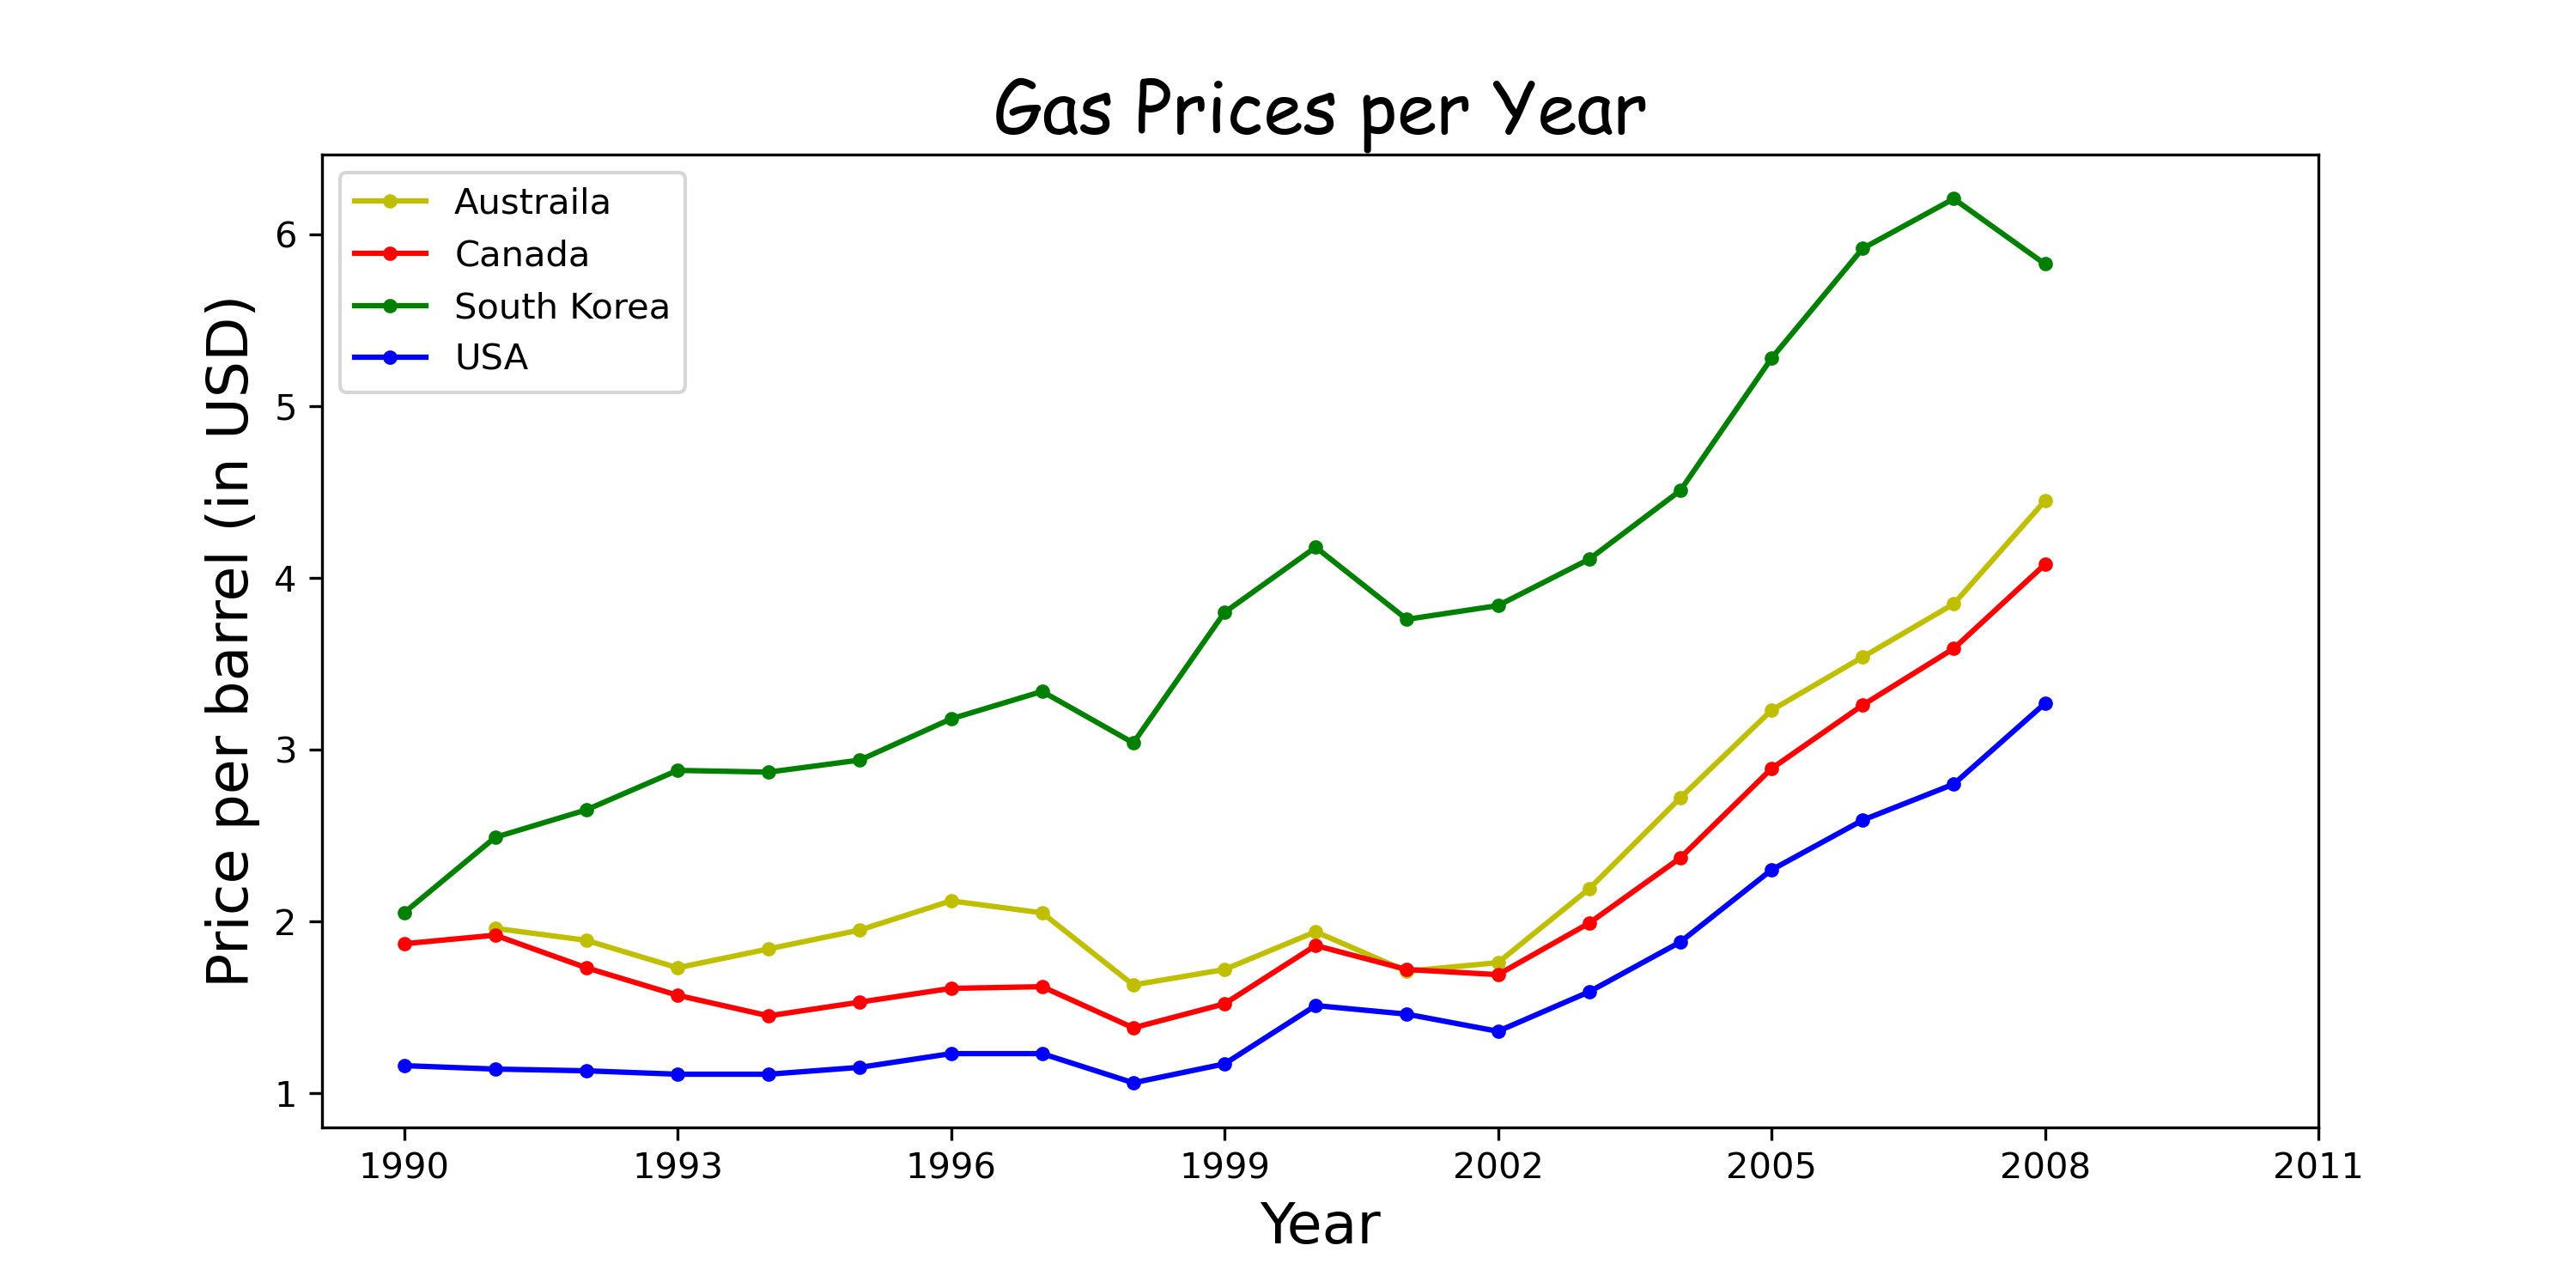 Gas Prices per Year
Austraila
Canada
South Korea
USA
Price per barrel (in USD)
6
5
4
3
2
1
1990 1993 1996 1999 2002 2005 2008 2011
Year